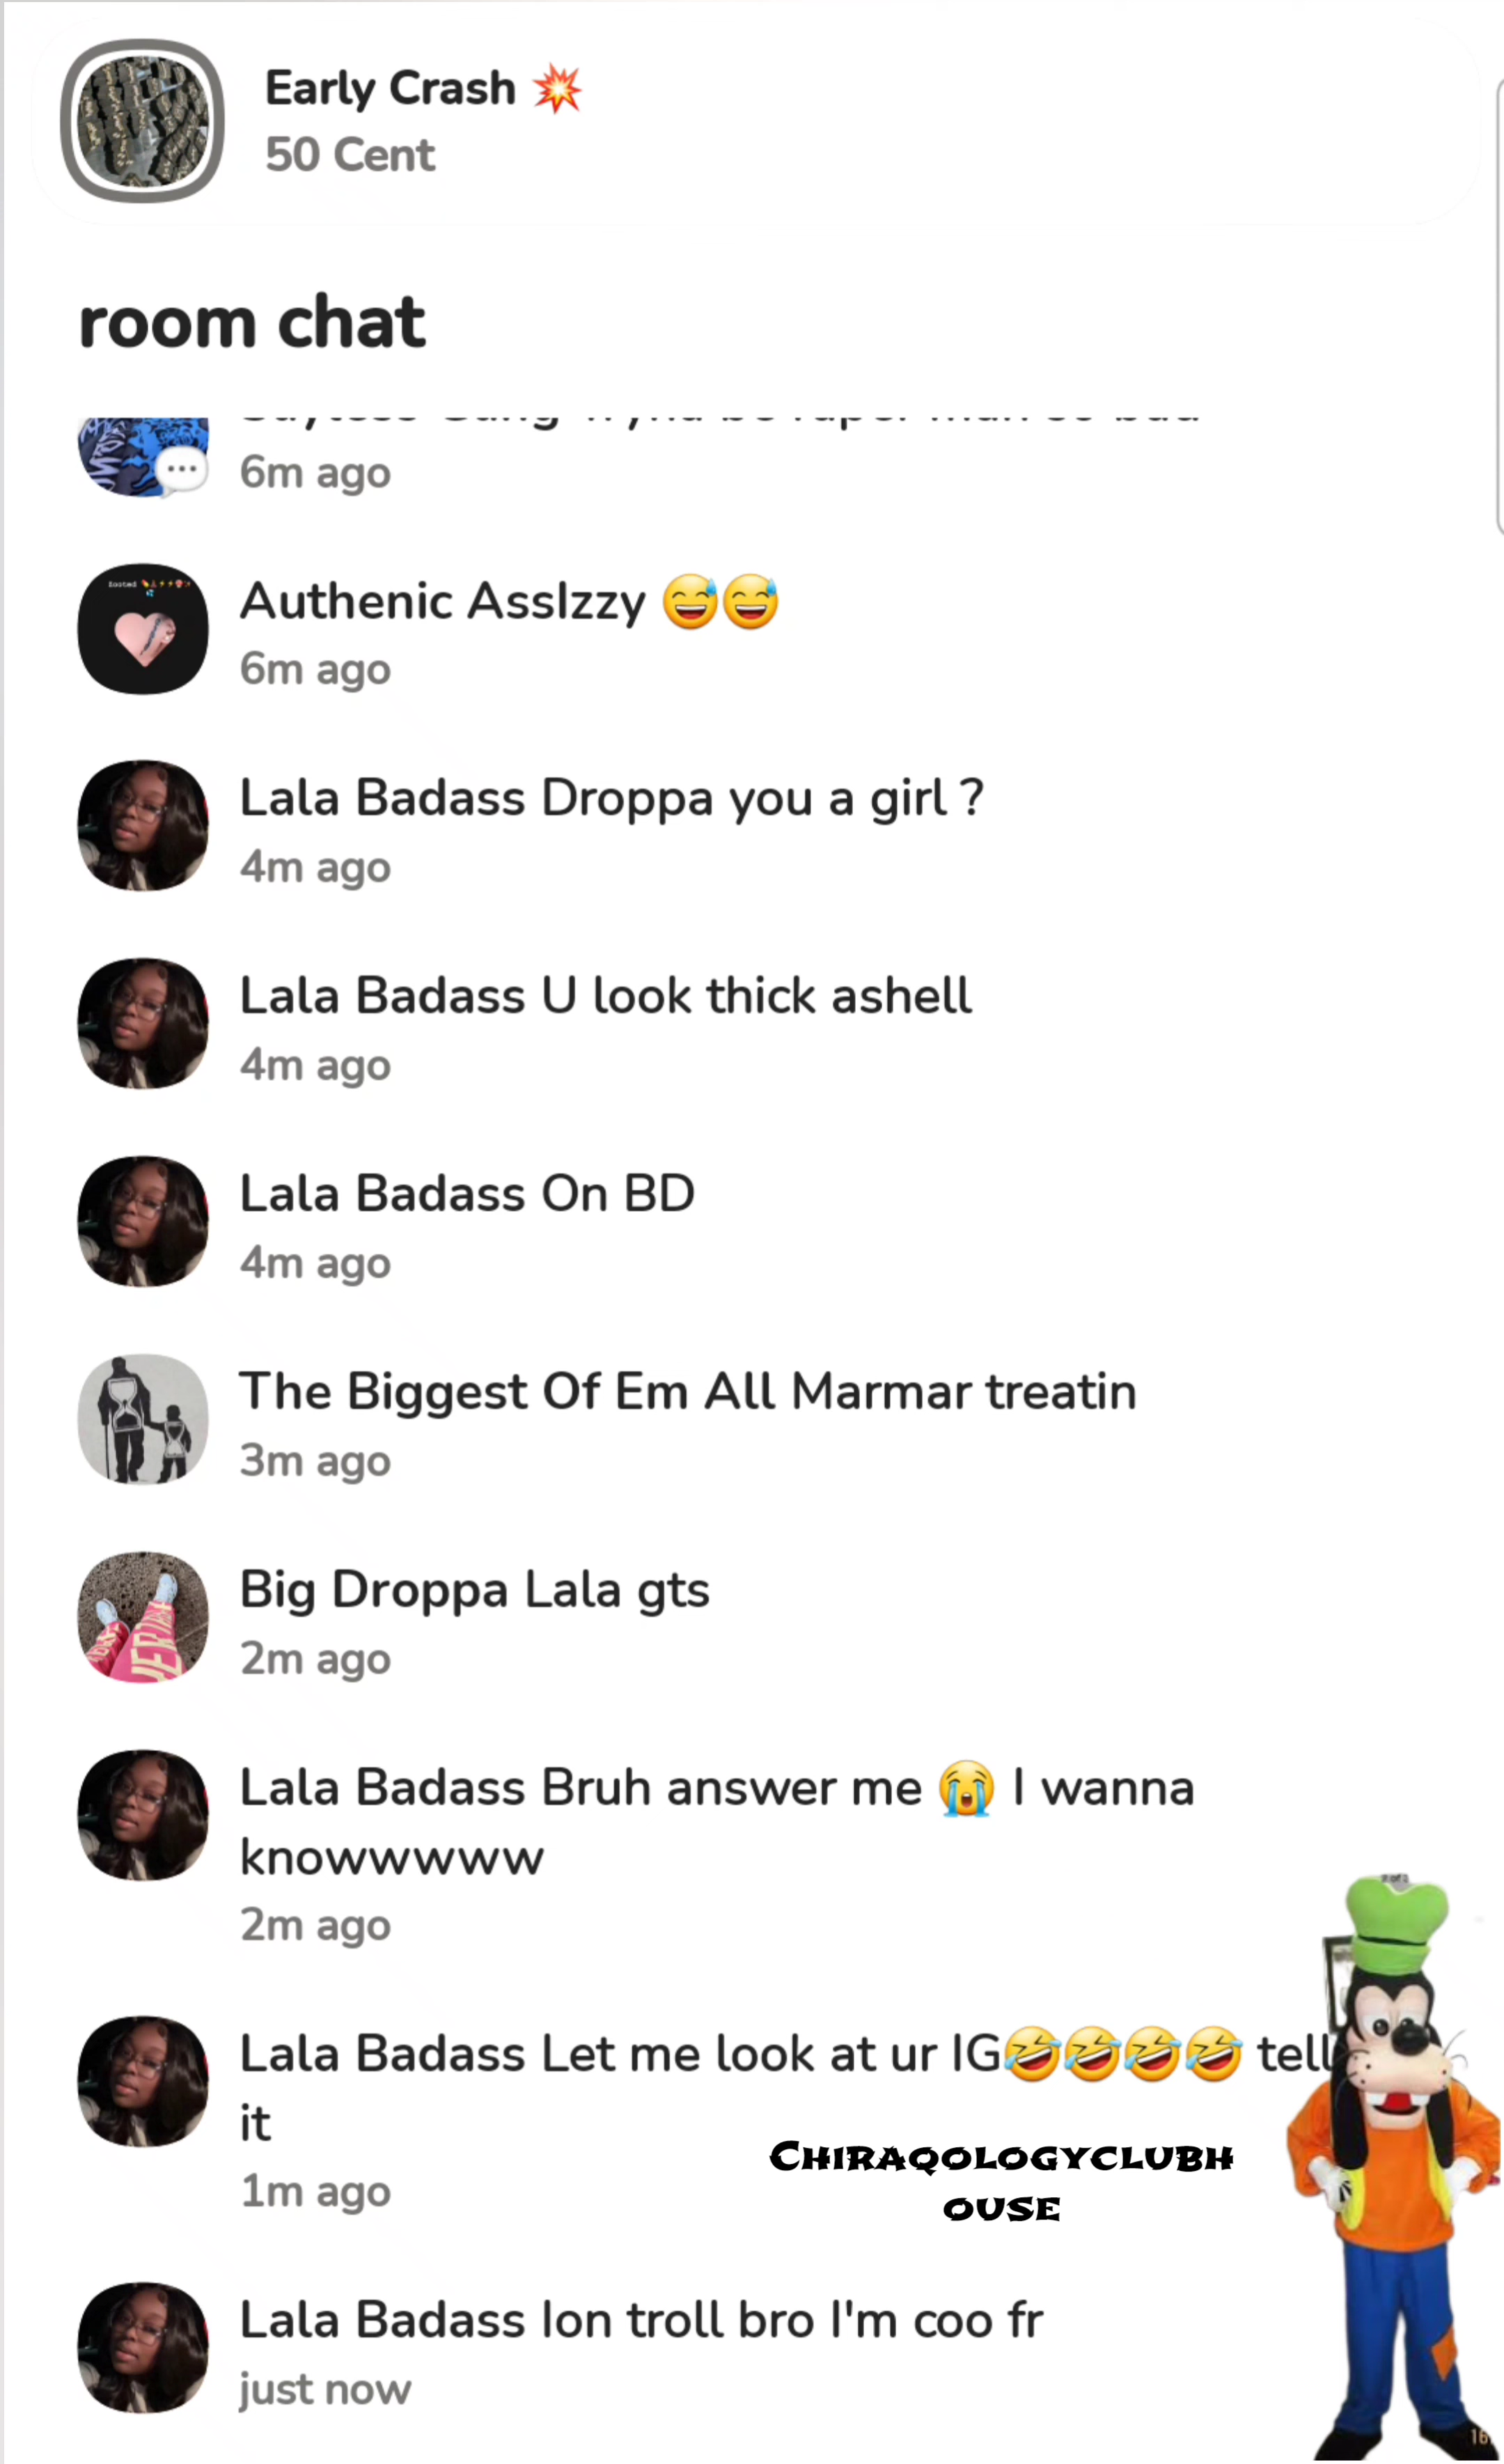 Early Crash 💥
50 Cent
room chat
6m ago
Authenic AssIzzy 😅😅
6m ago
Lala Badass Droppa you a girl ?
4m ago
Lala Badass U look thick ashell
4m ago
Lala Badass On BD
4m ago
The Biggest Of Em All Marmar treatin
3m ago
Big Droppa Lala gts
2m ago
Lala Badass Bruh answer me 😭 I wanna
knowwwww
2m ago
Lala Badass Let me look at ur IG🤣🤣🤣🤣 tell
it
1m ago
CHIRAQOLOGYCLUBH
OUSE
Lala Badass Ion troll bro I'm coo fr
just now